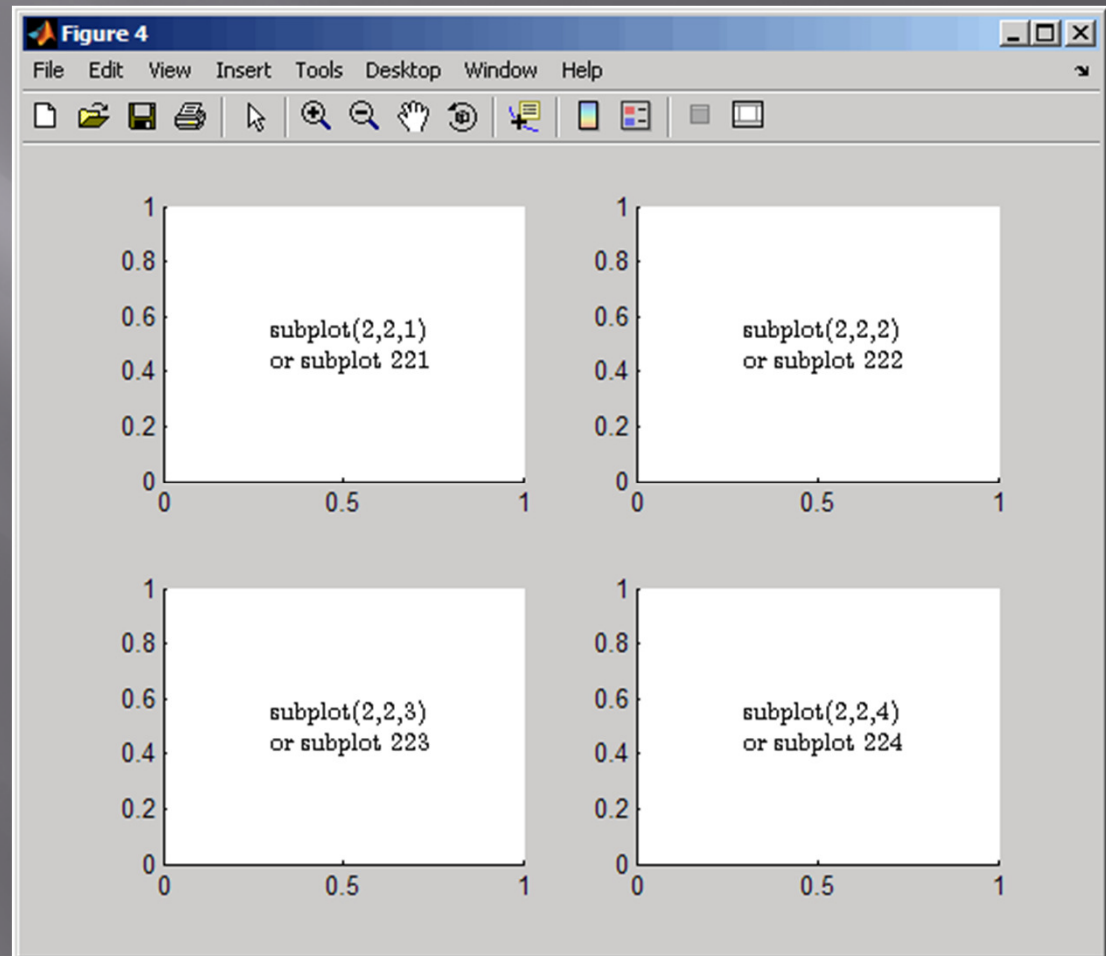 Figure 4
File Edit View Insert Tools Desktop Window Help
1
0.8
0.6
0.4
0.2
0
0 0.5 1
subplot(2,2,1)
or subplot 221
1
0.8
0.6
0.4
0.2
0
0 0.5 1
subplot(2,2,2)
or subplot 222
1
0.8
0.6
0.4
0.2
0
0 0.5 1
subplot(2,2,3)
or subplot 223
1
0.8
0.6
0.4
0.2
0
0 0.5 1
subplot(2,2,4)
or subplot 224